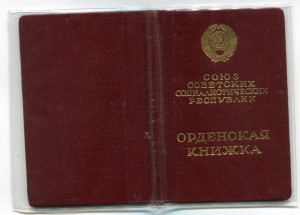 СОЮЗ
СОВЕТСКИХ
СОЦИАЛИСТИЧЕСКИХ
РЕСПУБЛИК
ОРДЕНСКАЯ
КНИЖКА